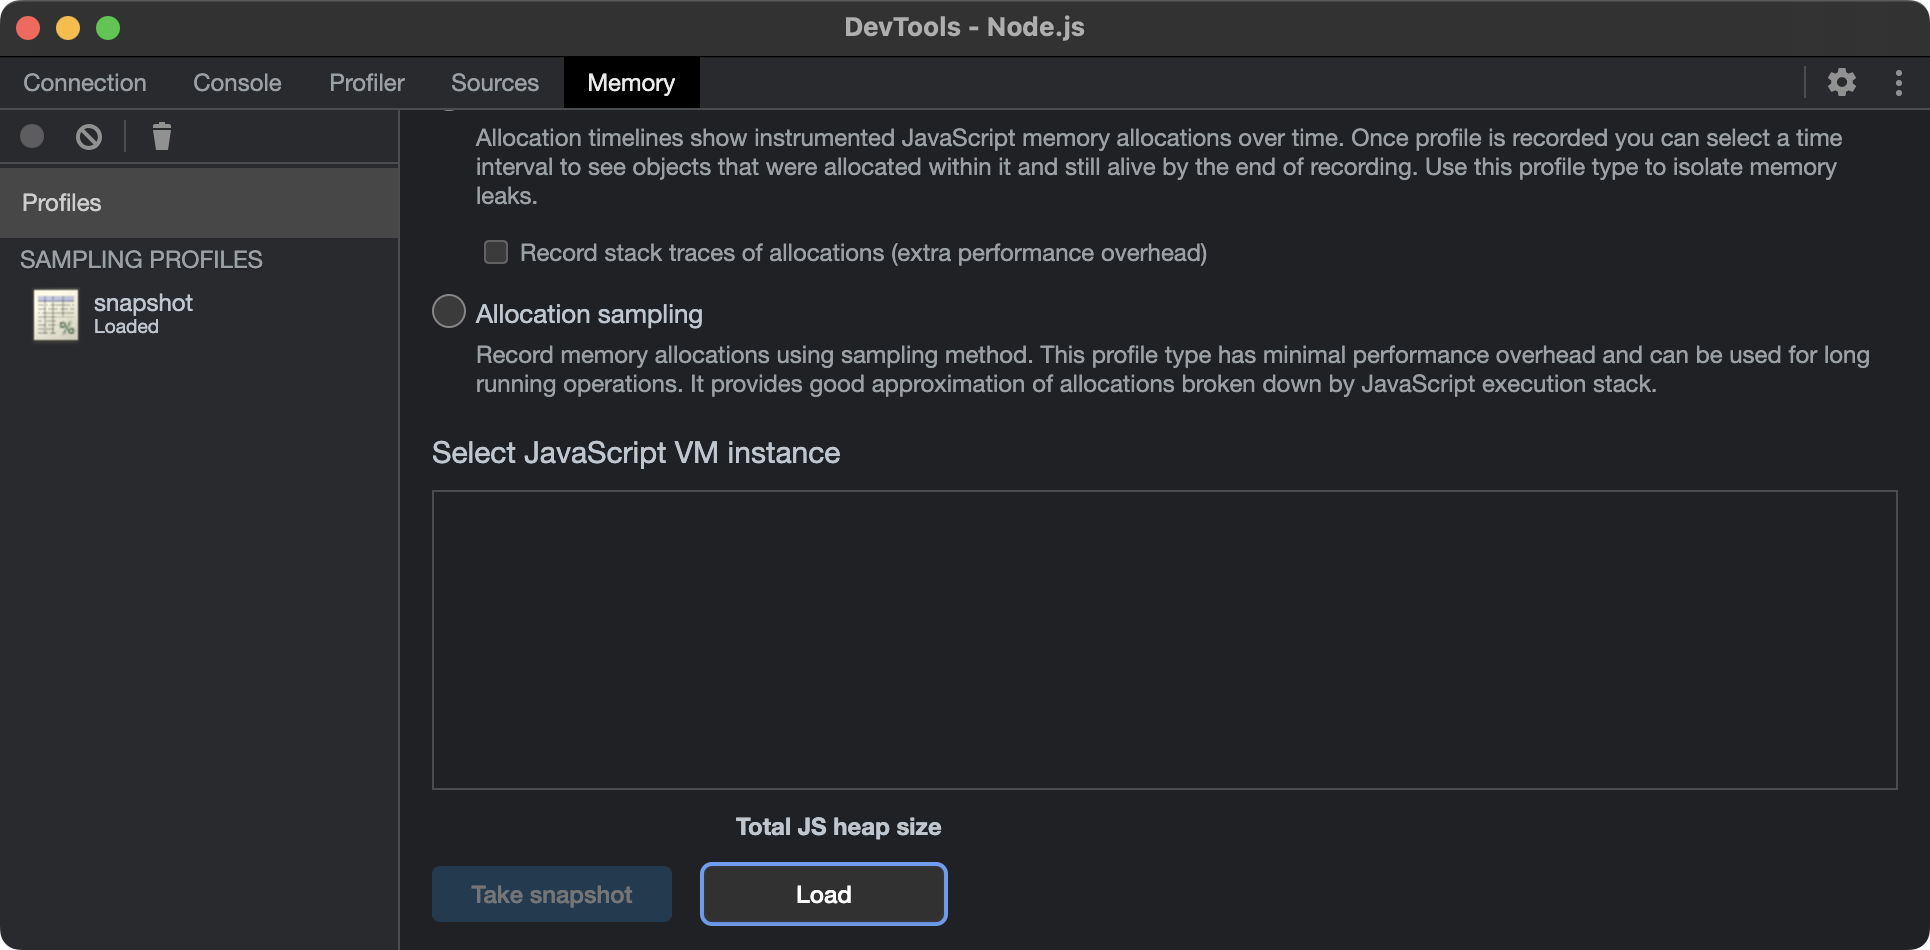 DevTools - Node.js
Connection Console Profiler Sources Memory
Profiles
SAMPLING PROFILES
snapshot
Loaded
Allocation timelines show instrumented JavaScript memory allocations over time. Once profile is recorded you can select a time
interval to see objects that were allocated within it and still alive by the end of recording. Use this profile type to isolate memory
leaks.
Record stack traces of allocations (extra performance overhead)
Allocation sampling
Record memory allocations using sampling method. This profile type has minimal performance overhead and can be used for long
running operations. It provides good approximation of allocations broken down by JavaScript execution stack.
Select JavaScript VM instance
Total JS heap size
Take snapshot Load